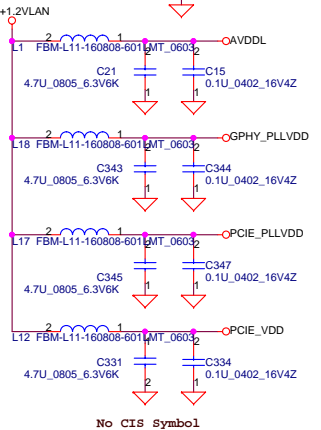 +1.2VLAN
AVDDL
2 1
L1 FBM-L11-160808-601LMT_0603
C21 C15
4.7U_0805_6.3V6K 0.1U_0402_16V4Z
2 2
1 1
GPHY_PLLVDD
2 1
L18 FBM-L11-160808-601LMT_0603
C343 C344
4.7U_0805_6.3V6K 0.1U_0402_16V4Z
2 2
1 1
PCIE_PLLVDD
2 1
L17 FBM-L11-160808-601LMT_0603
C345 C347
4.7U_0805_6.3V6K 0.1U_0402_16V4Z
2 2
1 1
PCIE_VDD
2 1
L12 FBM-L11-160808-601LMT_0603
C331 C334
4.7U_0805_6.3V6K 0.1U_0402_16V4Z
1 2
2 1
No CIS Symbol